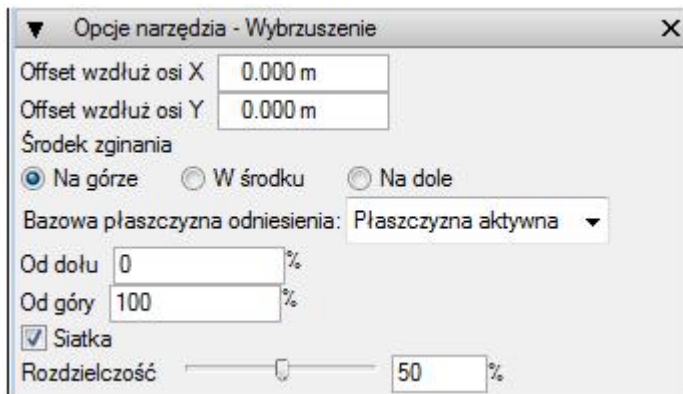 Opcje narzędzia - Wybrzuszenie
Offset wzdłuż osi X 0.000 m
Offset wzdłuż osi Y 0.000 m
Środek zginania
Na górze W środku Na dole
Bazowa płaszczyzna odniesienia: Płaszczyzna aktywna
Od dołu 0 %
Od góry 100 %
Siatka
Rozdzielczość 50 %